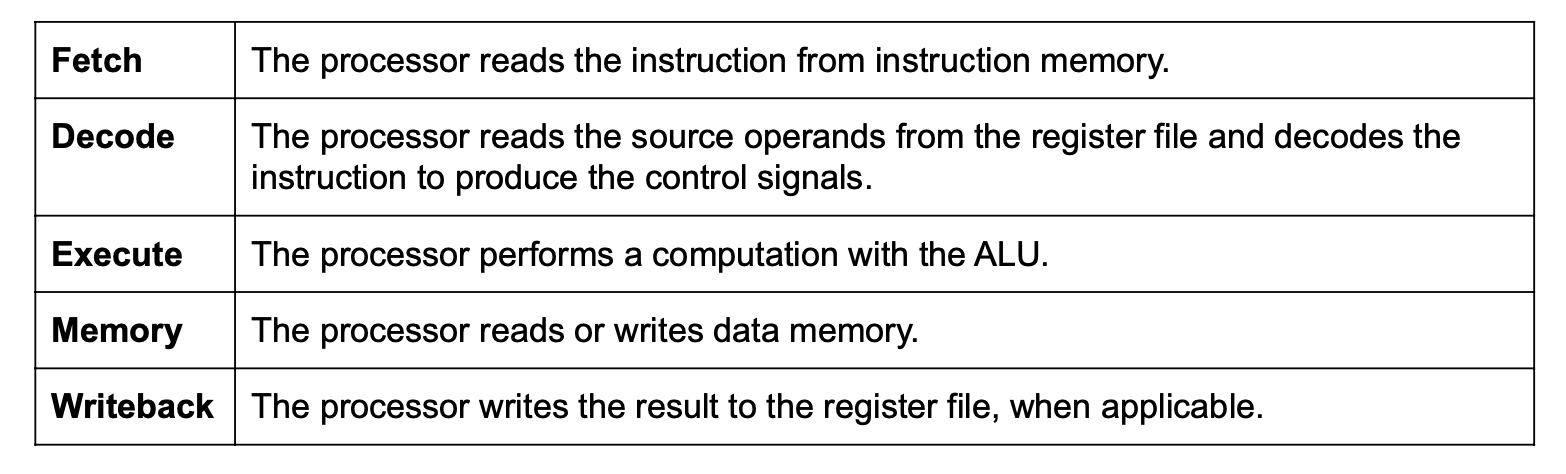 Fetch The processor reads the instruction from instruction memory.
Decode The processor reads the source operands from the register file and decodes the
instruction to produce the control signals.
Execute The processor performs a computation with the ALU.
Memory The processor reads or writes data memory.
Writeback The processor writes the result to the register file, when applicable.